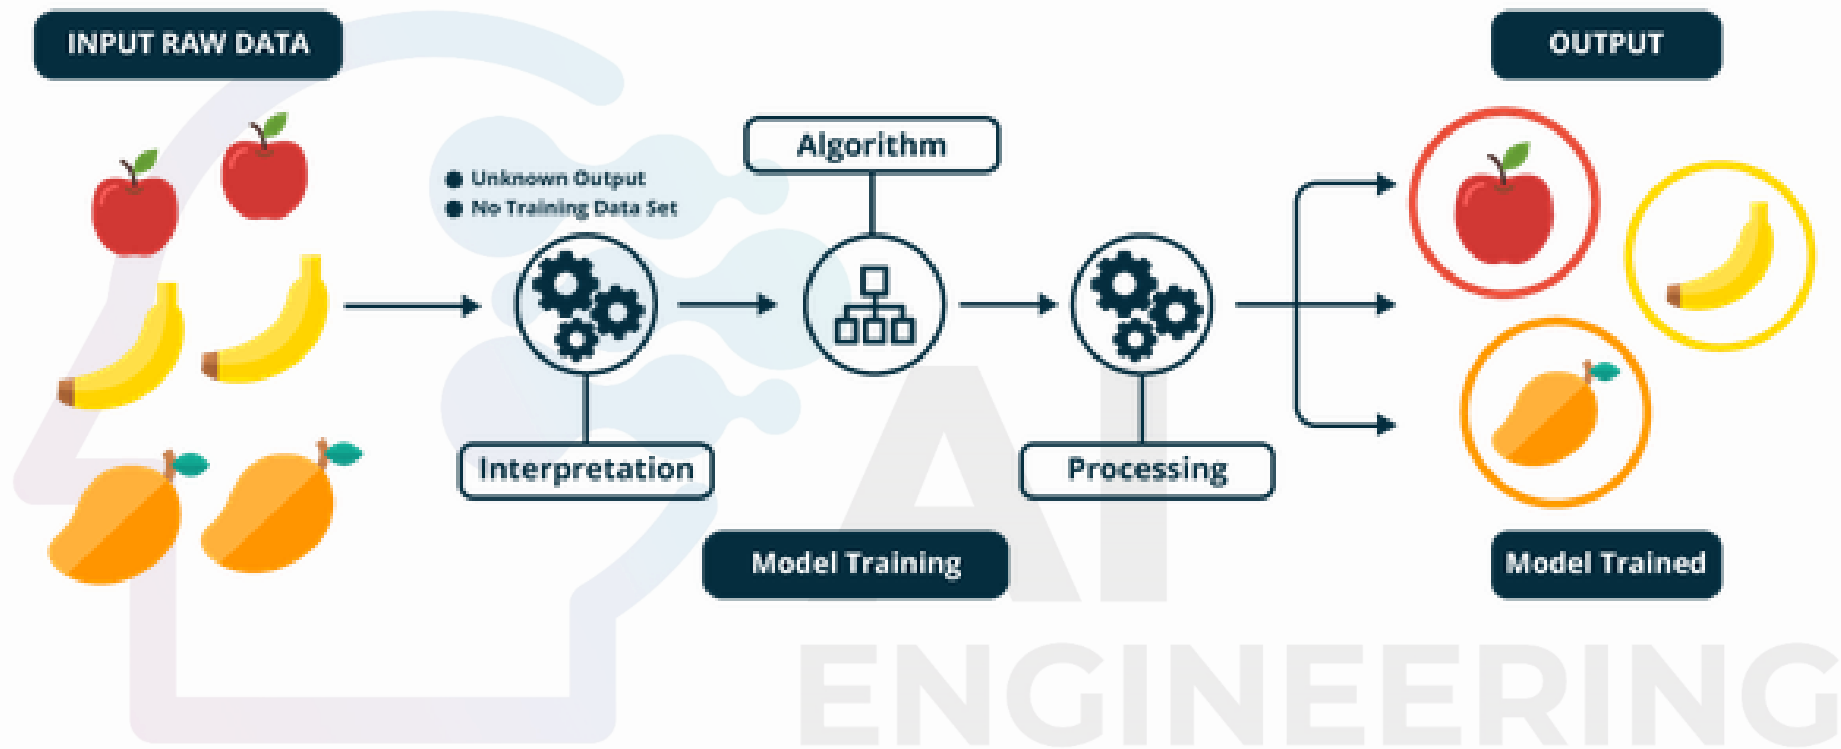 INPUT RAW DATA
OUTPUT
Algorithm
Unknown Output
No Training Data Set
Interpretation
Processing
Model Training
Model Trained
AI
ENGINEERING